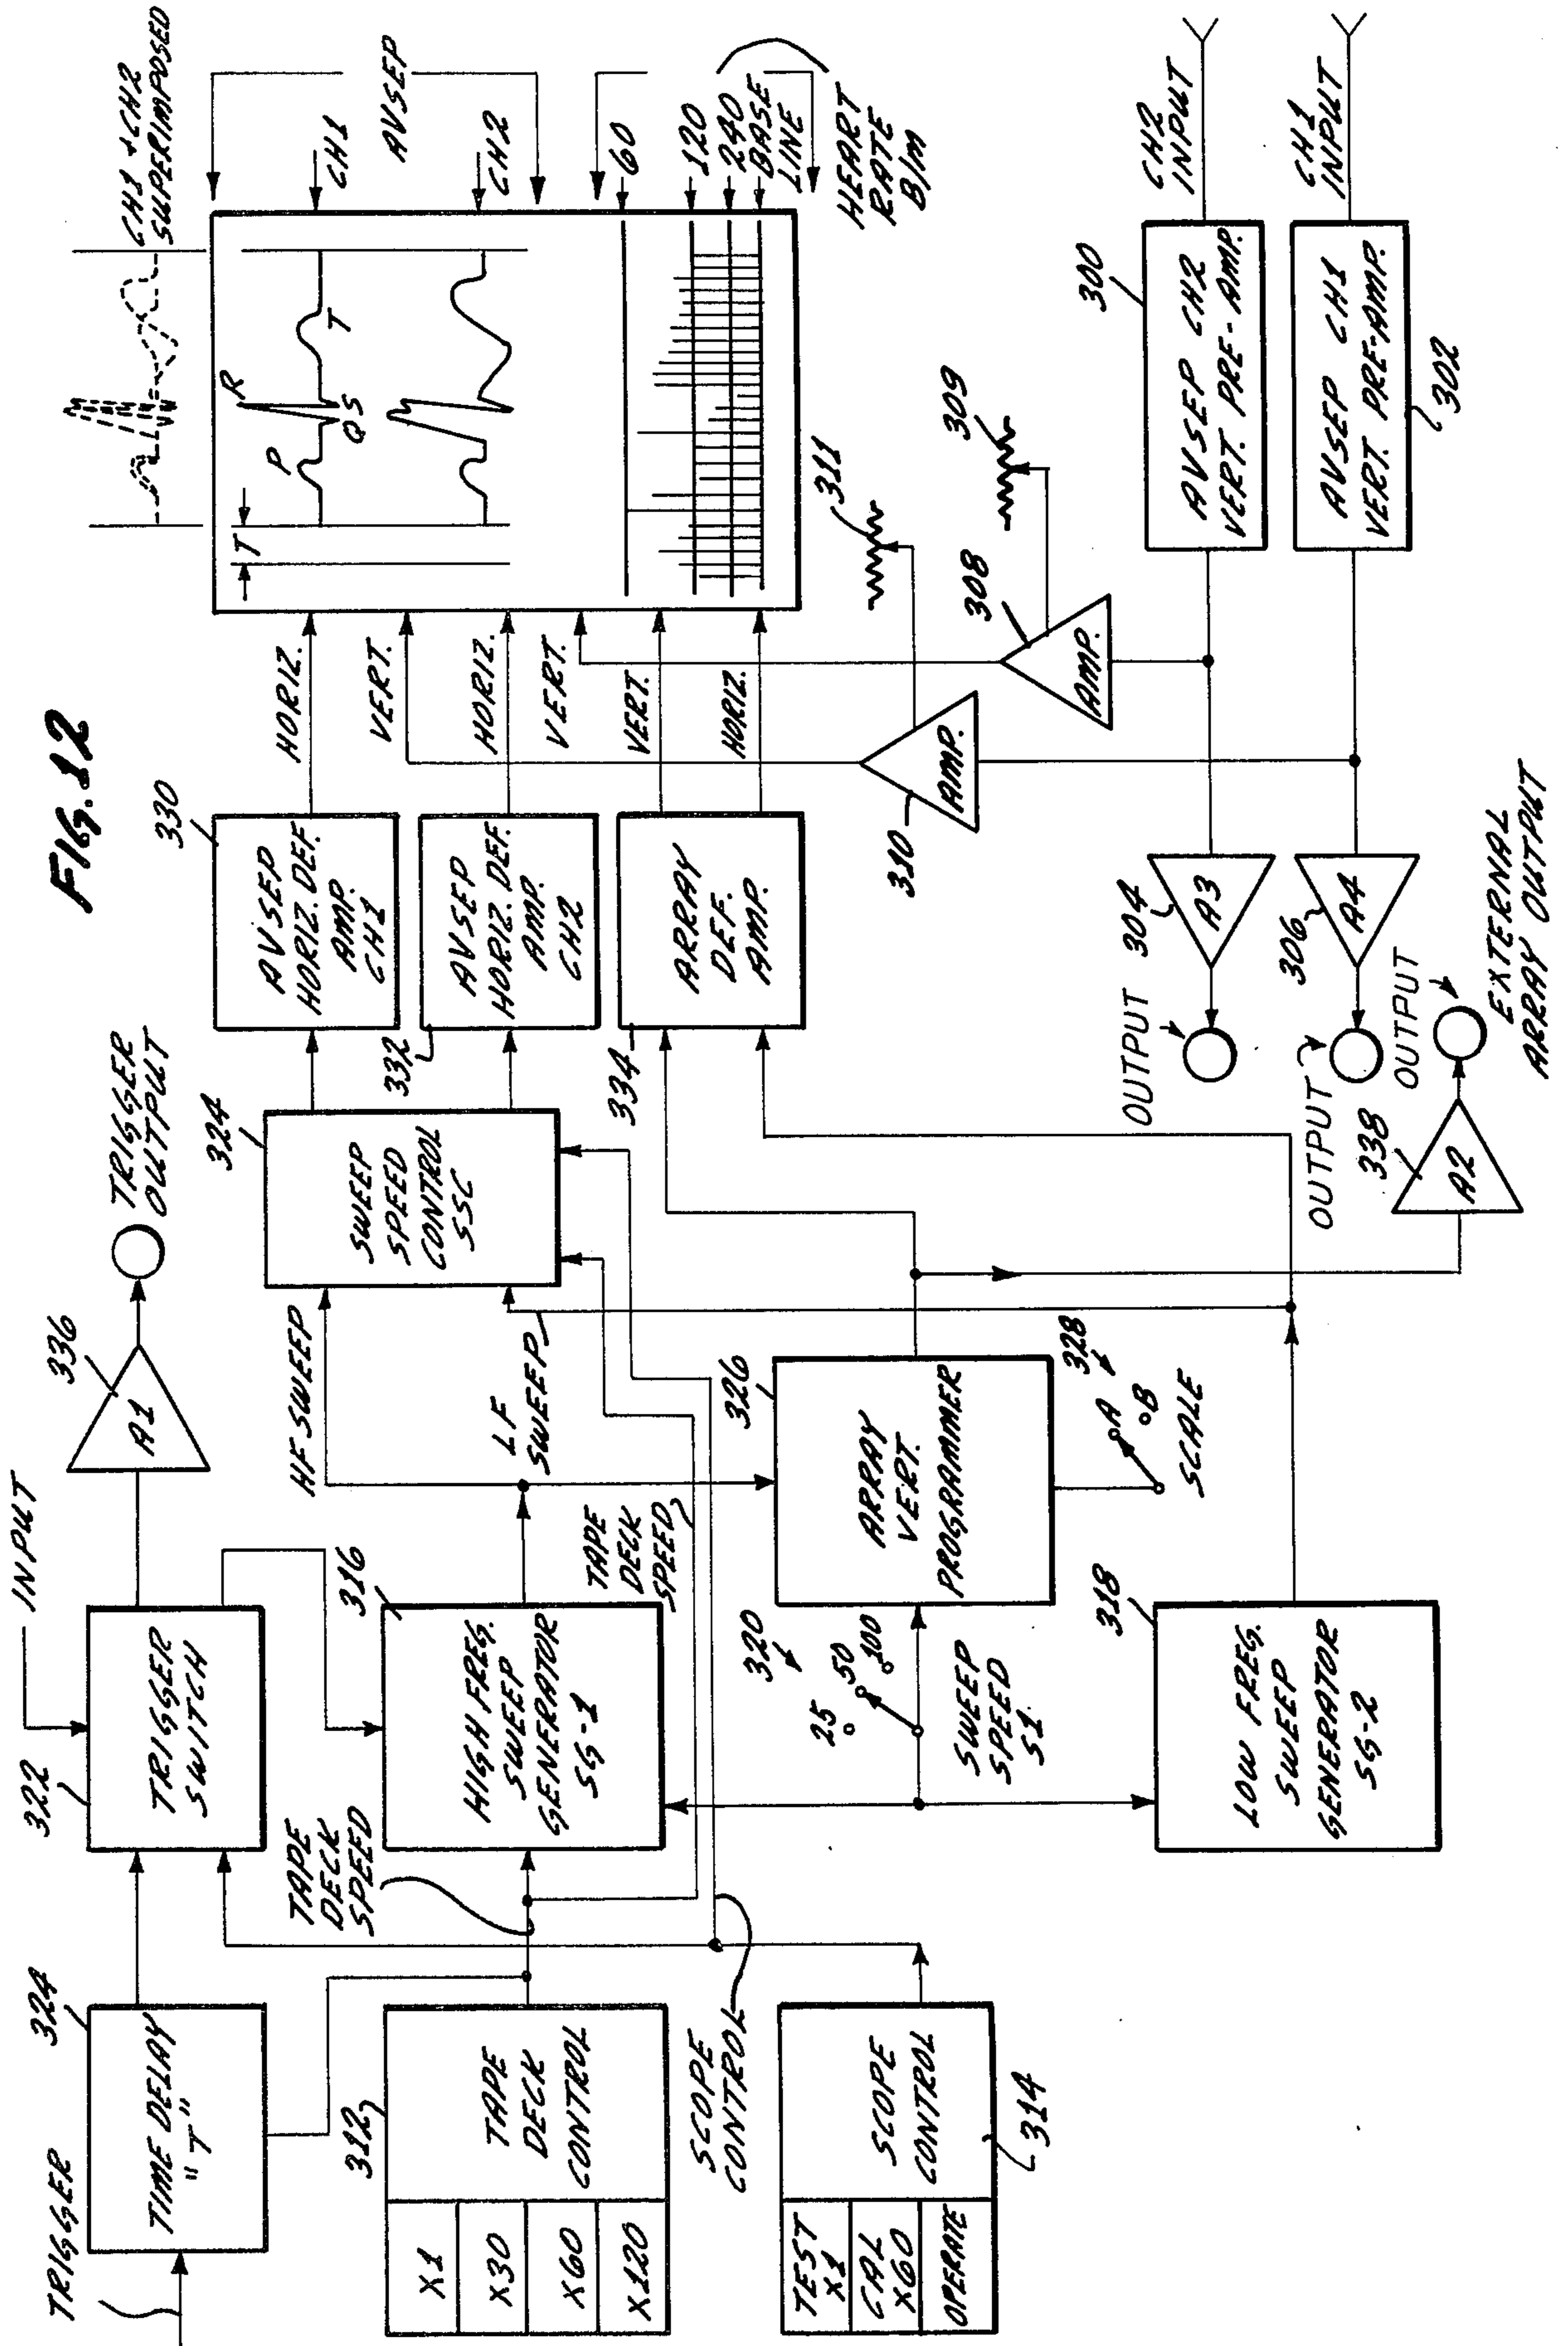 FIG. 12
TRIGGER
324
TIME DELAY
"T"
INPUT
322
TRIGGER
SWITCH
336
A1
TRIGGER
OUTPUT
X1
X30
X60
X120
312
TAPE
DECK
CONTROL
TAPE
DECK
SPEED
316
HIGH FREQ.
SWEEP
GENERATOR
SG-1
HF SWEEP
LF
SWEEP
TAPE
DECK
SPEED
324
SWEEP
SPEED
CONTROL
SSC
330
AVSEP
HORIZ. DEF.
AMP.
CH1
332
AVSEP
HORIZ. DEF.
AMP.
CH2
334
ARRAY
DEF.
AMP.
HORIZ.
VERT.
HORIZ.
VERT.
VERT.
HORIZ.
CH1 + CH2
SUPERIMPOSED
T
P
R
Q S
T
CH1
AVSEP
CH2
60
120
240
BASE
LINE
HEART
RATE
B/M
TEST
X1
CAL
X60
OPERATE
SCOPE
CONTROL
314
SCOPE
CONTROL
320
25
50
100
SWEEP
SPEED
S1
326
ARRAY
VERT.
PROGRAMMER
328
A
B
SCALE
318
LOW FREQ.
SWEEP
GENERATOR
SG-2
311
309
310
AMP.
308
AMP.
300
AVSEP CH2
VERT. PRE-AMP.
CH2
INPUT
AVSEP CH1
VERT. PRE-AMP.
302
CH1
INPUT
304
A3
OUTPUT
306
A4
OUTPUT
338
A2
OUTPUT
EXTERNAL
ARRAY OUTPUT